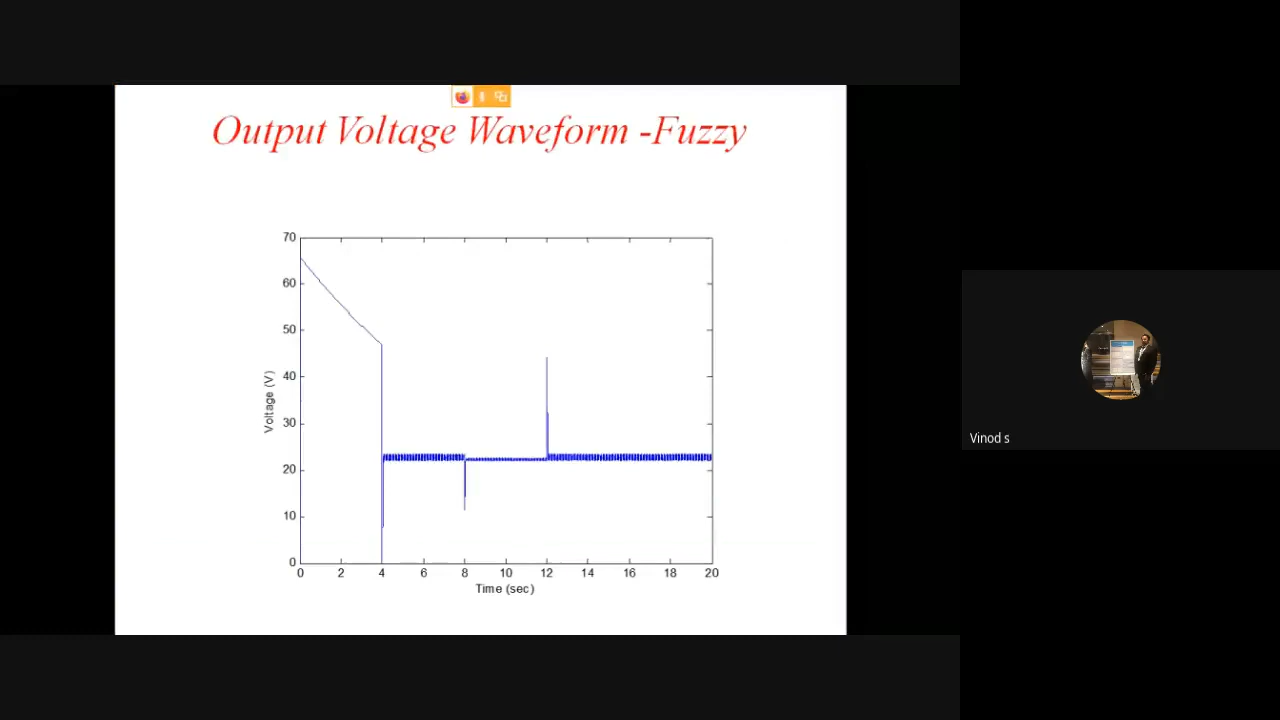 Output Voltage Waveform -Fuzzy
70
60
50
40
30
20
10
0
Voltage (V)
0 2 4 6 8 10 12 14 16 18 20
Time (sec)
Vinod s